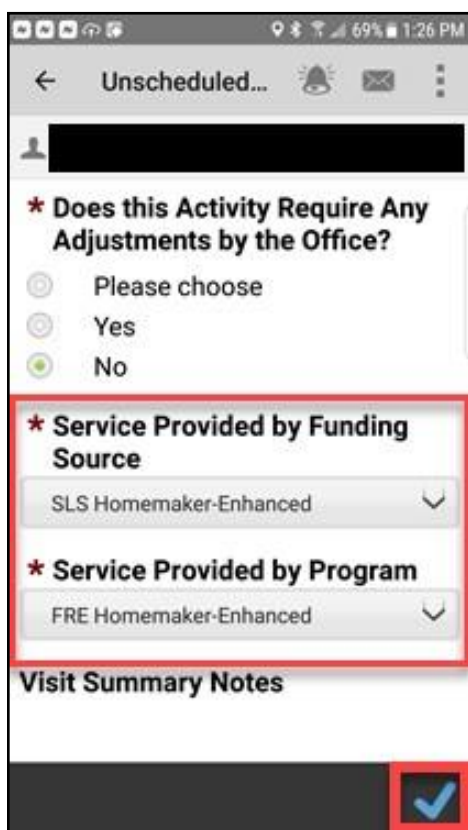 69% 1:26 PM
Unscheduled...
* Does this Activity Require Any
Adjustments by the Office?
Please choose
Yes
No
* Service Provided by Funding
Source
SLS Homemaker-Enhanced
* Service Provided by Program
FRE Homemaker-Enhanced
Visit Summary Notes